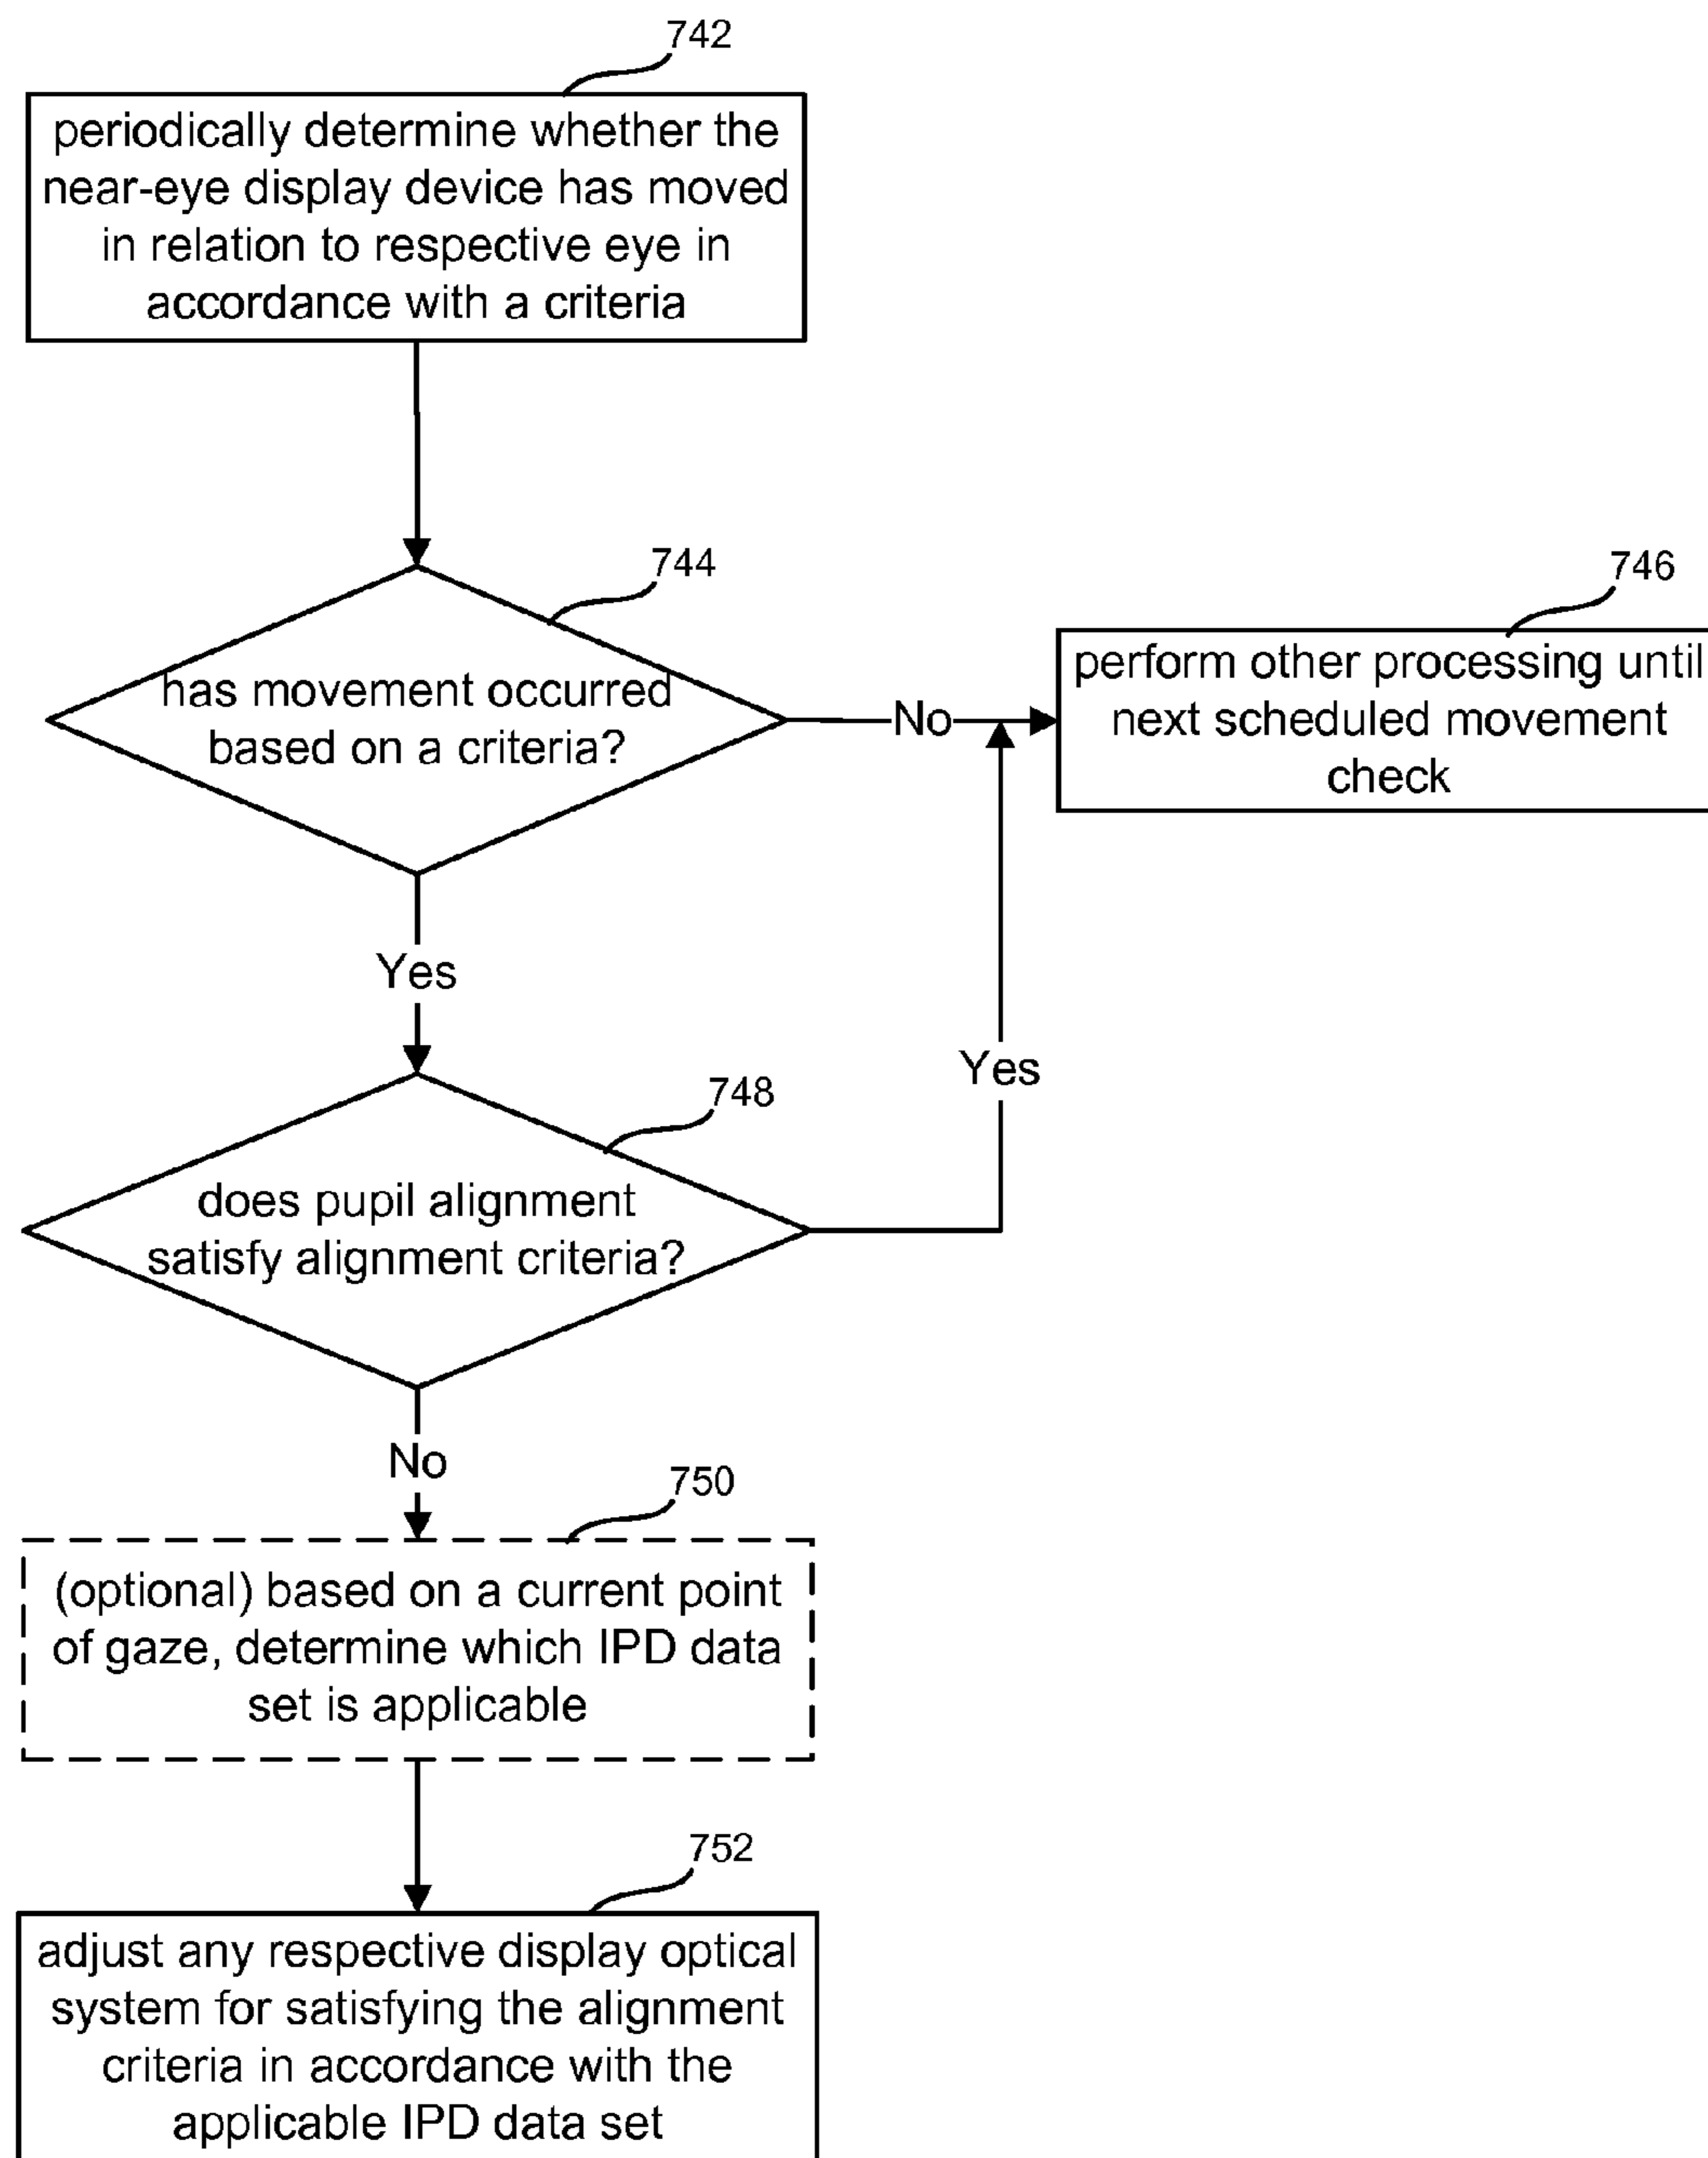 742
periodically determine whether the
near-eye display device has moved
in relation to respective eye in
accordance with a criteria
744
has movement occurred
based on a criteria?
No
746
perform other processing until
next scheduled movement
check
Yes
Yes
748
does pupil alignment
satisfy alignment criteria?
No
750
(optional) based on a current point
of gaze, determine which IPD data
set is applicable
752
adjust any respective display optical
system for satisfying the alignment
criteria in accordance with the
applicable IPD data set